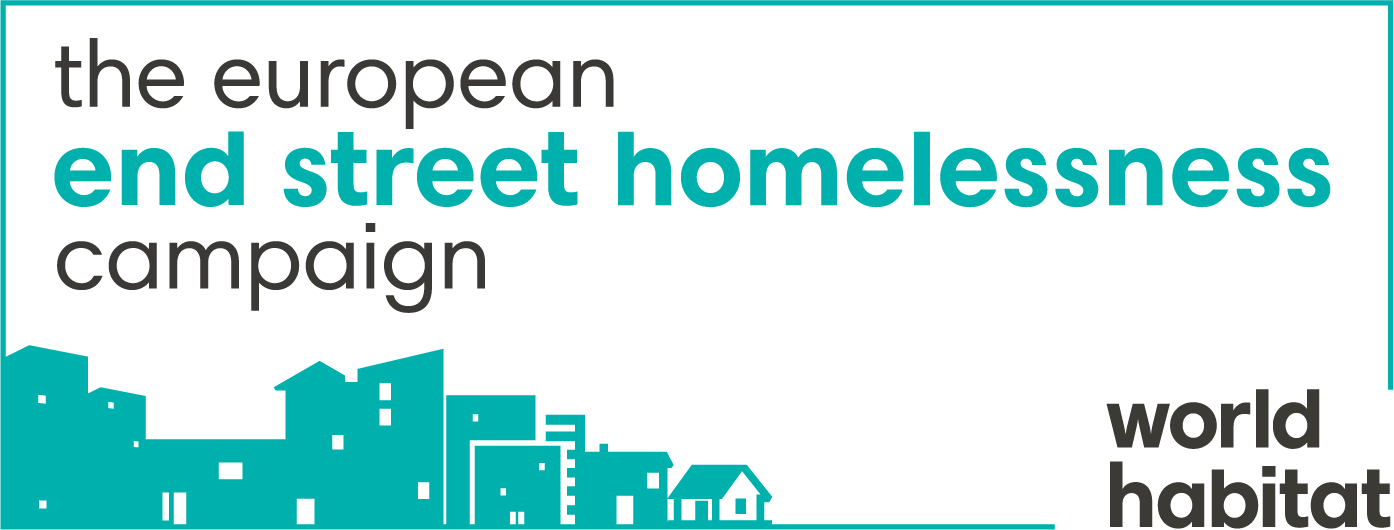 the european
end street homelessness
campaign
world
habitat